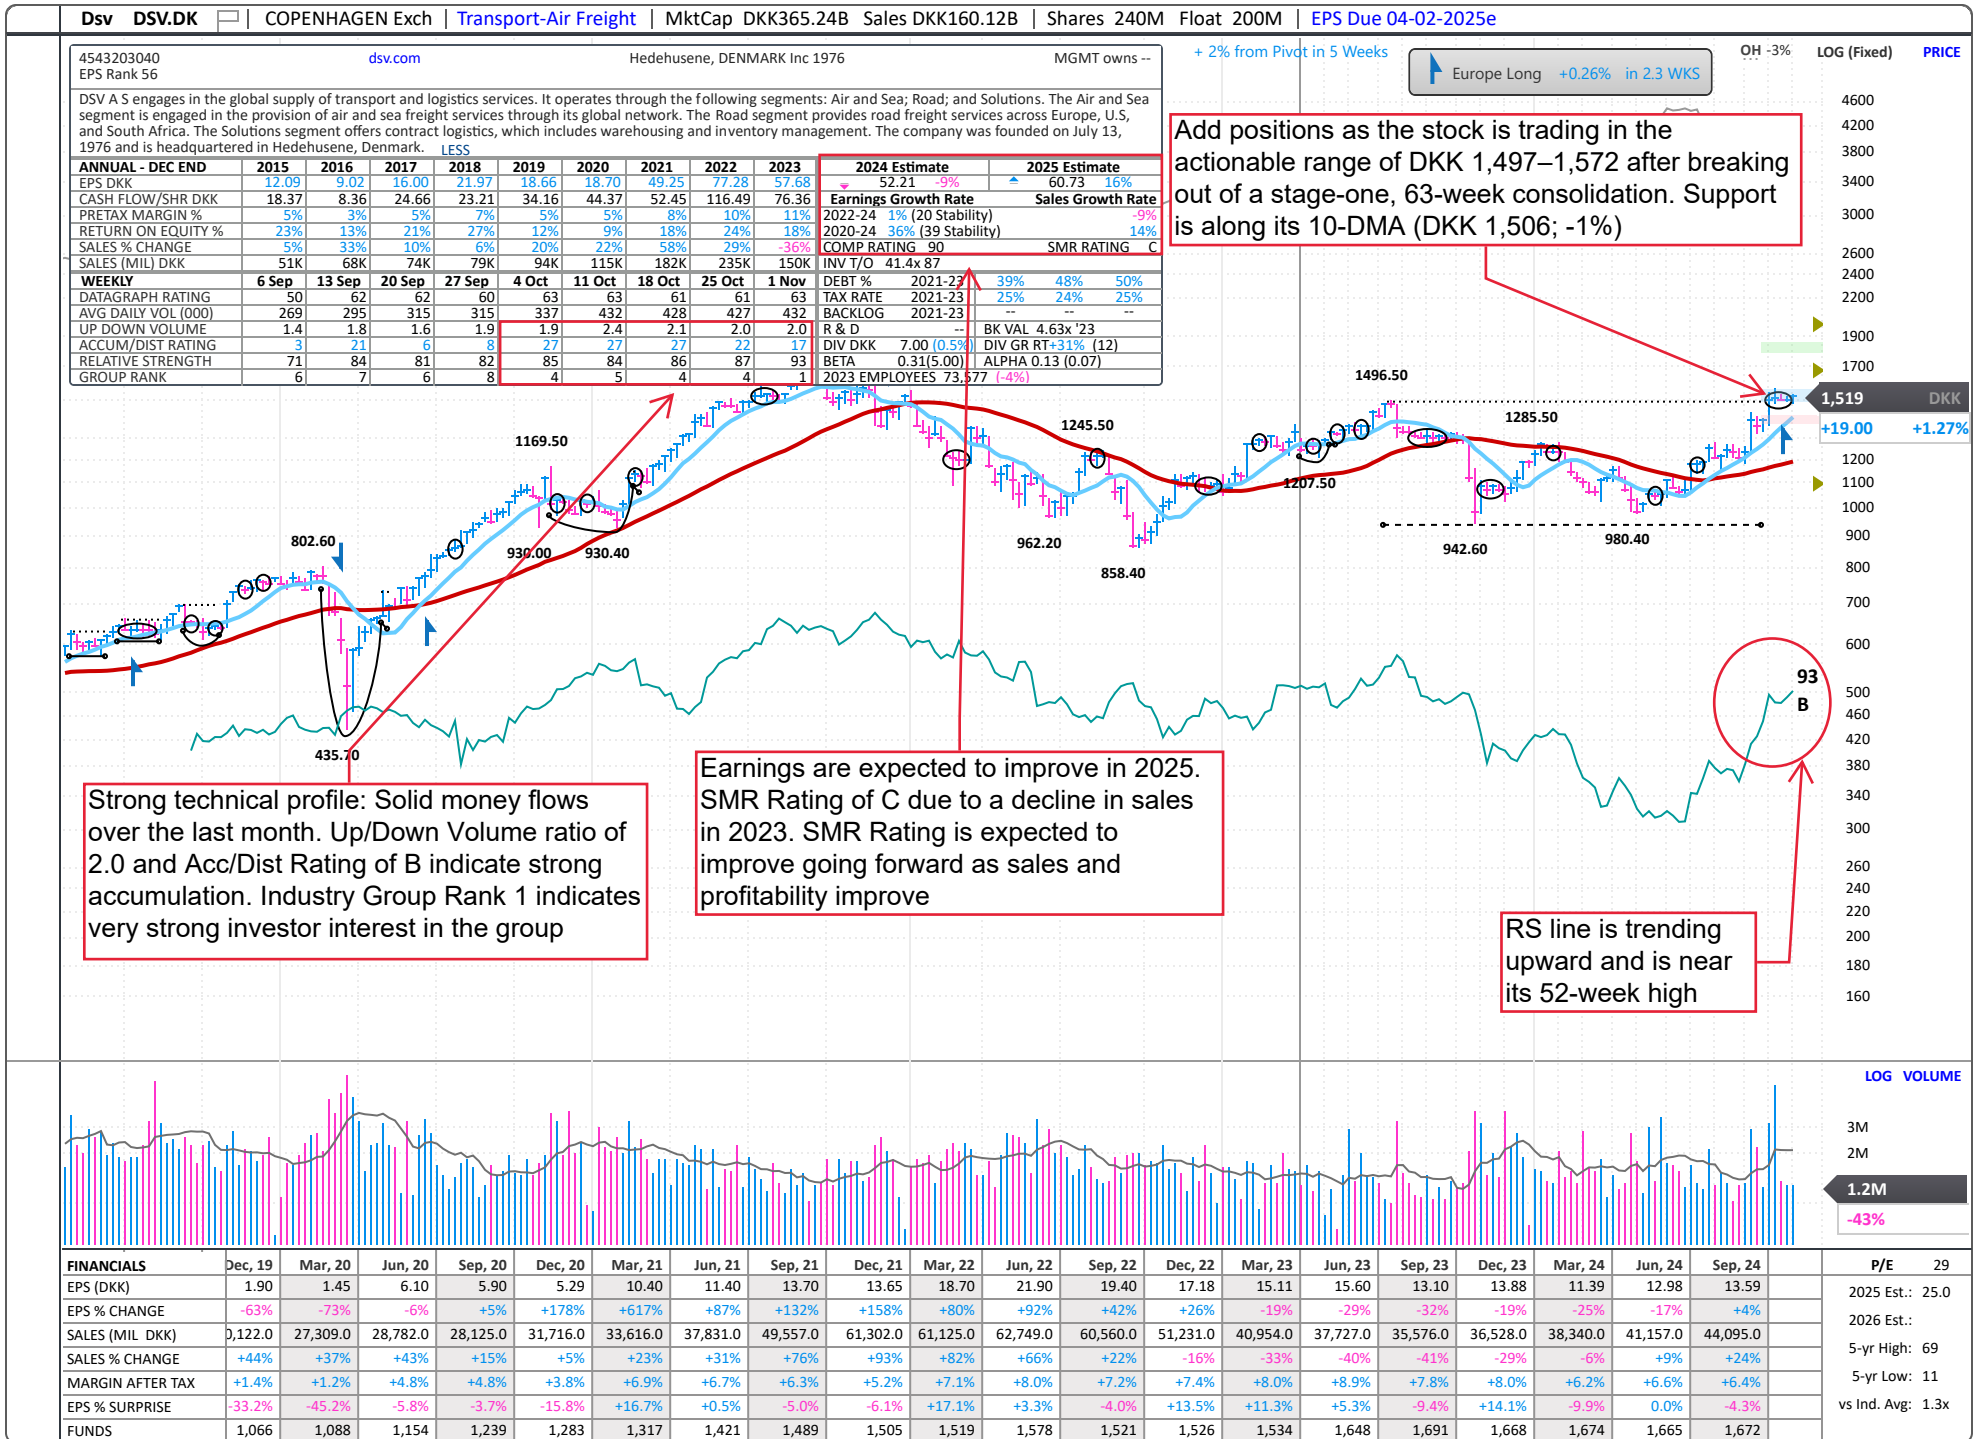 Dsv DSV.DK COPENHAGEN Exch Transport-Air Freight MktCap DKK365.24B Sales DKK160.12B Shares 240M Float 200M EPS Due 04-02-2025e
4543203040 dsv.com Hedehusene, DENMARK Inc 1976 MGMT owns --
EPS Rank 56
DSV A S engages in the global supply of transport and logistics services. It operates through the following segments: Air and Sea; Road; and Solutions. The Air and Sea
segment is engaged in the provision of air and sea freight services through its global network. The Road segment provides road freight services across Europe, U.S,
and South Africa. The Solutions segment offers contract logistics, which includes warehousing and inventory management. The company was founded on July 13,
1976 and is headquartered in Hedehusene, Denmark. LESS
ANNUAL - DEC END 2015 2016 2017 2018 2019 2020 2021 2022 2023
EPS DKK 12.09 9.02 16.00 21.97 18.66 18.70 49.25 77.28 57.68
CASH FLOW/SHR DKK 18.37 8.36 24.66 23.21 34.16 44.37 52.45 116.49 76.36
PRETAX MARGIN % 5% 3% 5% 7% 5% 5% 8% 10% 11%
RETURN ON EQUITY % 23% 13% 21% 27% 12% 9% 18% 24% 18%
SALES % CHANGE 5% 33% 10% 6% 20% 22% 58% 29% -36%
SALES (MIL) DKK 51K 68K 74K 79K 94K 115K 182K 235K 150K
WEEKLY 6 Sep 13 Sep 20 Sep 27 Sep 4 Oct 11 Oct 18 Oct 25 Oct 1 Nov
DATAGRAPH RATING 50 62 62 60 63 63 61 61 63
AVG DAILY VOL (000) 269 295 315 315 337 432 428 427 432
UP DOWN VOLUME 1.4 1.8 1.6 1.9 1.9 2.4 2.1 2.0 2.0
ACCUM/DIST RATING 3 21 6 8 27 27 27 22 17
RELATIVE STRENGTH 71 84 81 82 85 84 86 87 93
GROUP RANK 6 7 6 8 4 5 4 4 1
2024 Estimate 2025 Estimate
52.21 -9% 60.73 16%
Earnings Growth Rate Sales Growth Rate
2022-24 1% (20 Stability) -9%
2020-24 36% (39 Stability) 14%
COMP RATING 90 SMR RATING C
INV T/O 41.4x 87
DEBT % 2021-23 39% 48% 50%
TAX RATE 2021-23 25% 24% 25%
BACKLOG 2021-23 -- -- --
R & D -- BK VAL 4.63x '23
DIV DKK 7.00 (0.5%) DIV GR RT+31% (12)
BETA 0.31(5.00) ALPHA 0.13 (0.07)
2023 EMPLOYEES 73,577 (-4%)
+ 2% from Pivot in 5 Weeks
Europe Long +0.26% in 2.3 WKS
OH -3% LOG (Fixed) PRICE
Add positions as the stock is trading in the
actionable range of DKK 1,497–1,572 after breaking
out of a stage-one, 63-week consolidation. Support
is along its 10-DMA (DKK 1,506; -1%)
4600
4200
3800
3400
3000
2600
2400
2200
1900
1700
1,519 DKK
+19.00 +1.27%
1200
1100
1000
900
800
700
600
500
460
420
380
340
300
260
240
220
200
180
160
1496.50
1285.50
1245.50
1169.50
1207.50
802.60
930.00
930.40
962.20
858.40
942.60
980.40
435.70
93
B
Strong technical profile: Solid money flows
over the last month. Up/Down Volume ratio of
2.0 and Acc/Dist Rating of B indicate strong
accumulation. Industry Group Rank 1 indicates
very strong investor interest in the group
Earnings are expected to improve in 2025.
SMR Rating of C due to a decline in sales
in 2023. SMR Rating is expected to
improve going forward as sales and
profitability improve
RS line is trending
upward and is near
its 52-week high
LOG VOLUME
3M
2M
1.2M
-43%
FINANCIALS Dec, 19 Mar, 20 Jun, 20 Sep, 20 Dec, 20 Mar, 21 Jun, 21 Sep, 21 Dec, 21 Mar, 22 Jun, 22 Sep, 22 Dec, 22 Mar, 23 Jun, 23 Sep, 23 Dec, 23 Mar, 24 Jun, 24 Sep, 24
EPS (DKK) 1.90 1.45 6.10 5.90 5.29 10.40 11.40 13.70 13.65 18.70 21.90 19.40 17.18 15.11 15.60 13.10 13.88 11.39 12.98 13.59
EPS % CHANGE -63% -73% -6% +5% +178% +617% +87% +132% +158% +80% +92% +42% +26% -19% -29% -32% -19% -25% -17% +4%
SALES (MIL DKK) 0,122.0 27,309.0 28,782.0 28,125.0 31,716.0 33,616.0 37,831.0 49,557.0 61,302.0 61,125.0 62,749.0 60,560.0 51,231.0 40,954.0 37,727.0 35,576.0 36,528.0 38,340.0 41,157.0 44,095.0
SALES % CHANGE +44% +37% +43% +15% +5% +23% +31% +76% +93% +82% +66% +22% -16% -33% -40% -41% -29% -6% +9% +24%
MARGIN AFTER TAX +1.4% +1.2% +4.8% +4.8% +3.8% +6.9% +6.7% +6.3% +5.2% +7.1% +8.0% +7.2% +7.4% +8.0% +8.9% +7.8% +8.0% +6.2% +6.6% +6.4%
EPS % SURPRISE -33.2% -45.2% -5.8% -3.7% -15.8% +16.7% +0.5% -5.0% -6.1% +17.1% +3.3% -4.0% +13.5% +11.3% +5.3% -9.4% +14.1% -9.9% 0.0% -4.3%
FUNDS 1,066 1,088 1,154 1,239 1,283 1,317 1,421 1,489 1,505 1,519 1,578 1,521 1,526 1,534 1,648 1,691 1,668 1,674 1,665 1,672
P/E 29
2025 Est.: 25.0
2026 Est.:
5-yr High: 69
5-yr Low: 11
vs Ind. Avg: 1.3x